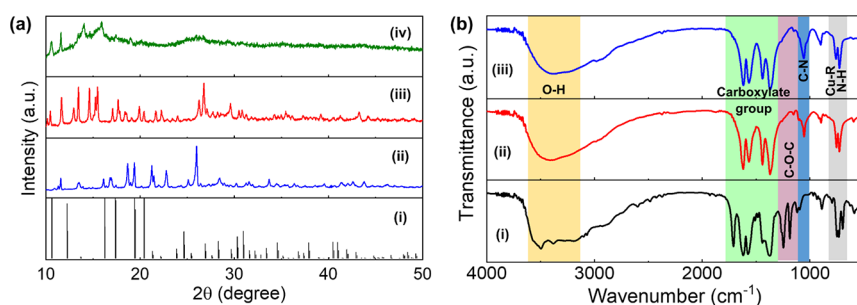 (a)
(iv)
(iii)
(ii)
(i)
Intensity (a.u.)
10 20 30 40 50
2θ (degree)
(b)
(iii)
(ii)
(i)
O-H
Carboxylate
group
C-O-C
C-N
Cu-R
N-H
Transmittance (a.u.)
4000 3000 2000 1000
Wavenumber (cm⁻¹)